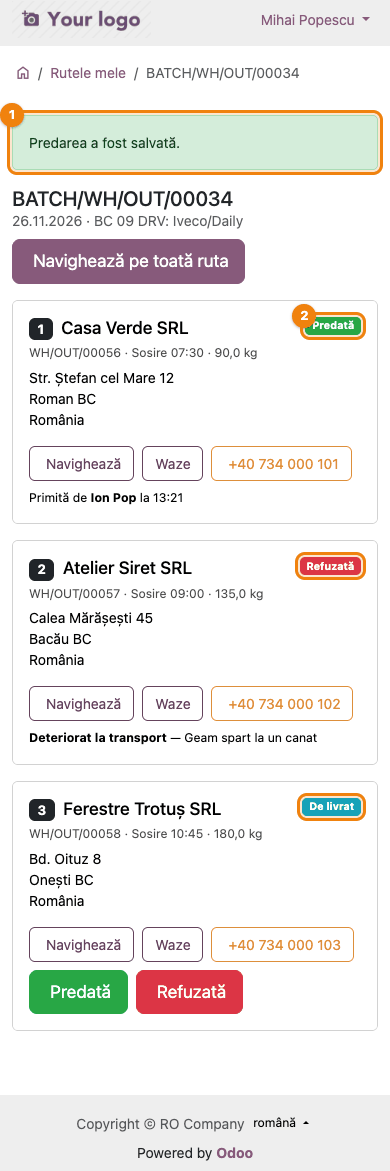 Your logo
Mihai Popescu
/ Rutele mele / BATCH/WH/OUT/00034
1
Predarea a fost salvată.
BATCH/WH/OUT/00034
26.11.2026 · BC 09 DRV: Iveco/Daily
Navighează pe toată ruta
2
1 Casa Verde SRL
Predată
WH/OUT/00056 · Sosire 07:30 · 90,0 kg
Str. Ștefan cel Mare 12
Roman BC
România
Navighează Waze +40 734 000 101
Primită de Ion Pop la 13:21
2 Atelier Siret SRL
Refuzată
WH/OUT/00057 · Sosire 09:00 · 135,0 kg
Calea Mărășești 45
Bacău BC
România
Navighează Waze +40 734 000 102
Deteriorat la transport — Geam spart la un canat
3 Ferestre Trotuș SRL
De livrat
WH/OUT/00058 · Sosire 10:45 · 180,0 kg
Bd. Oituz 8
Onești BC
România
Navighează Waze +40 734 000 103
Predată Refuzată
Copyright © RO Company română
Powered by Odoo